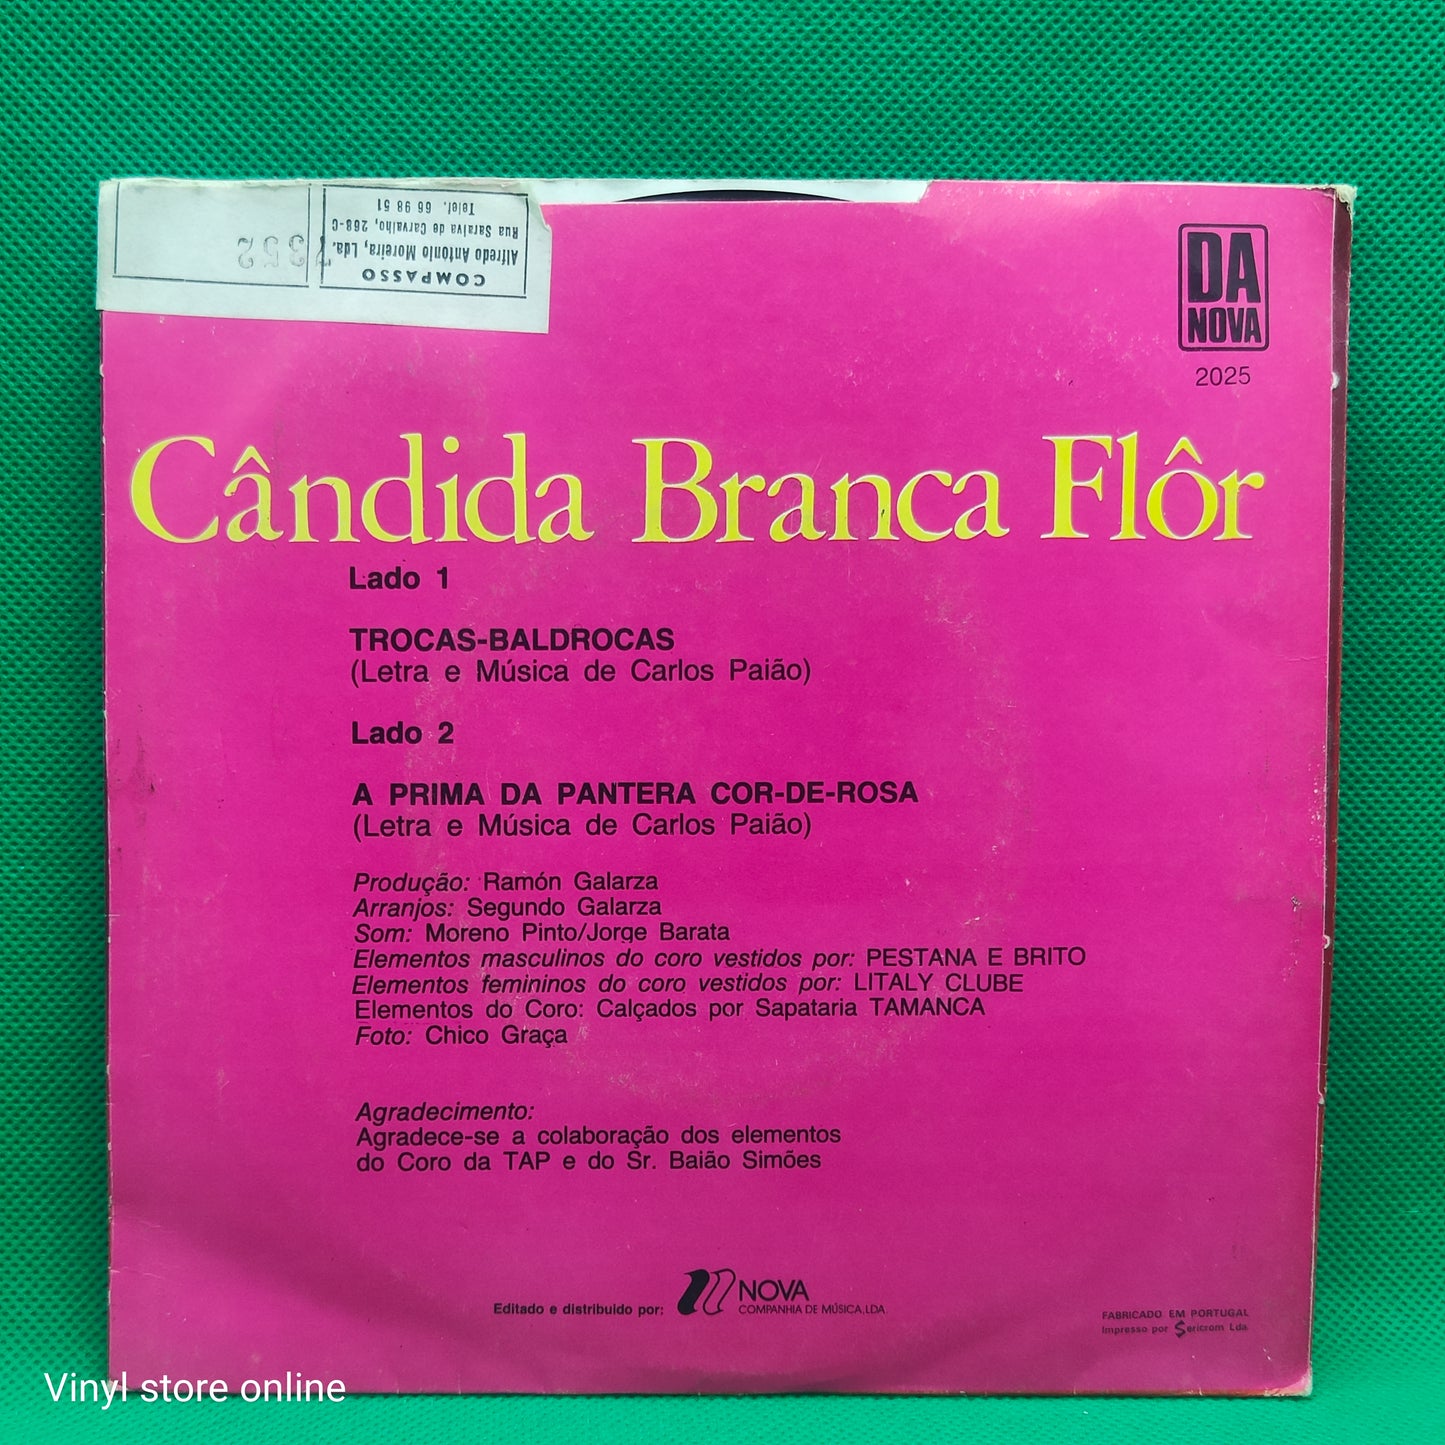 COMPASSO
Alfredo António Moreira, Lda.
Rua Saraiva de Carvalho, 268-C
Telef. 66 98 51
7352
DA
NOVA
2025
Cândida Branca Flôr
Lado 1
TROCAS-BALDROCAS
(Letra e Música de Carlos Paião)
Lado 2
A PRIMA DA PANTERA COR-DE-ROSA
(Letra e Música de Carlos Paião)
Produção: Ramón Galarza
Arranjos: Segundo Galarza
Som: Moreno Pinto/Jorge Barata
Elementos masculinos do coro vestidos por: PESTANA E BRITO
Elementos femininos do coro vestidos por: LITALY CLUBE
Elementos do Coro: Calçados por Sapataria TAMANCA
Foto: Chico Graça
Agradecimento:
Agradece-se a colaboração dos elementos
do Coro da TAP e do Sr. Baião Simões
Editado e distribuido por:
NOVA
COMPANHIA DE MÚSICA, LDA.
FABRICADO EM PORTUGAL
Impresso por Sericrom Lda.
Vinyl store online